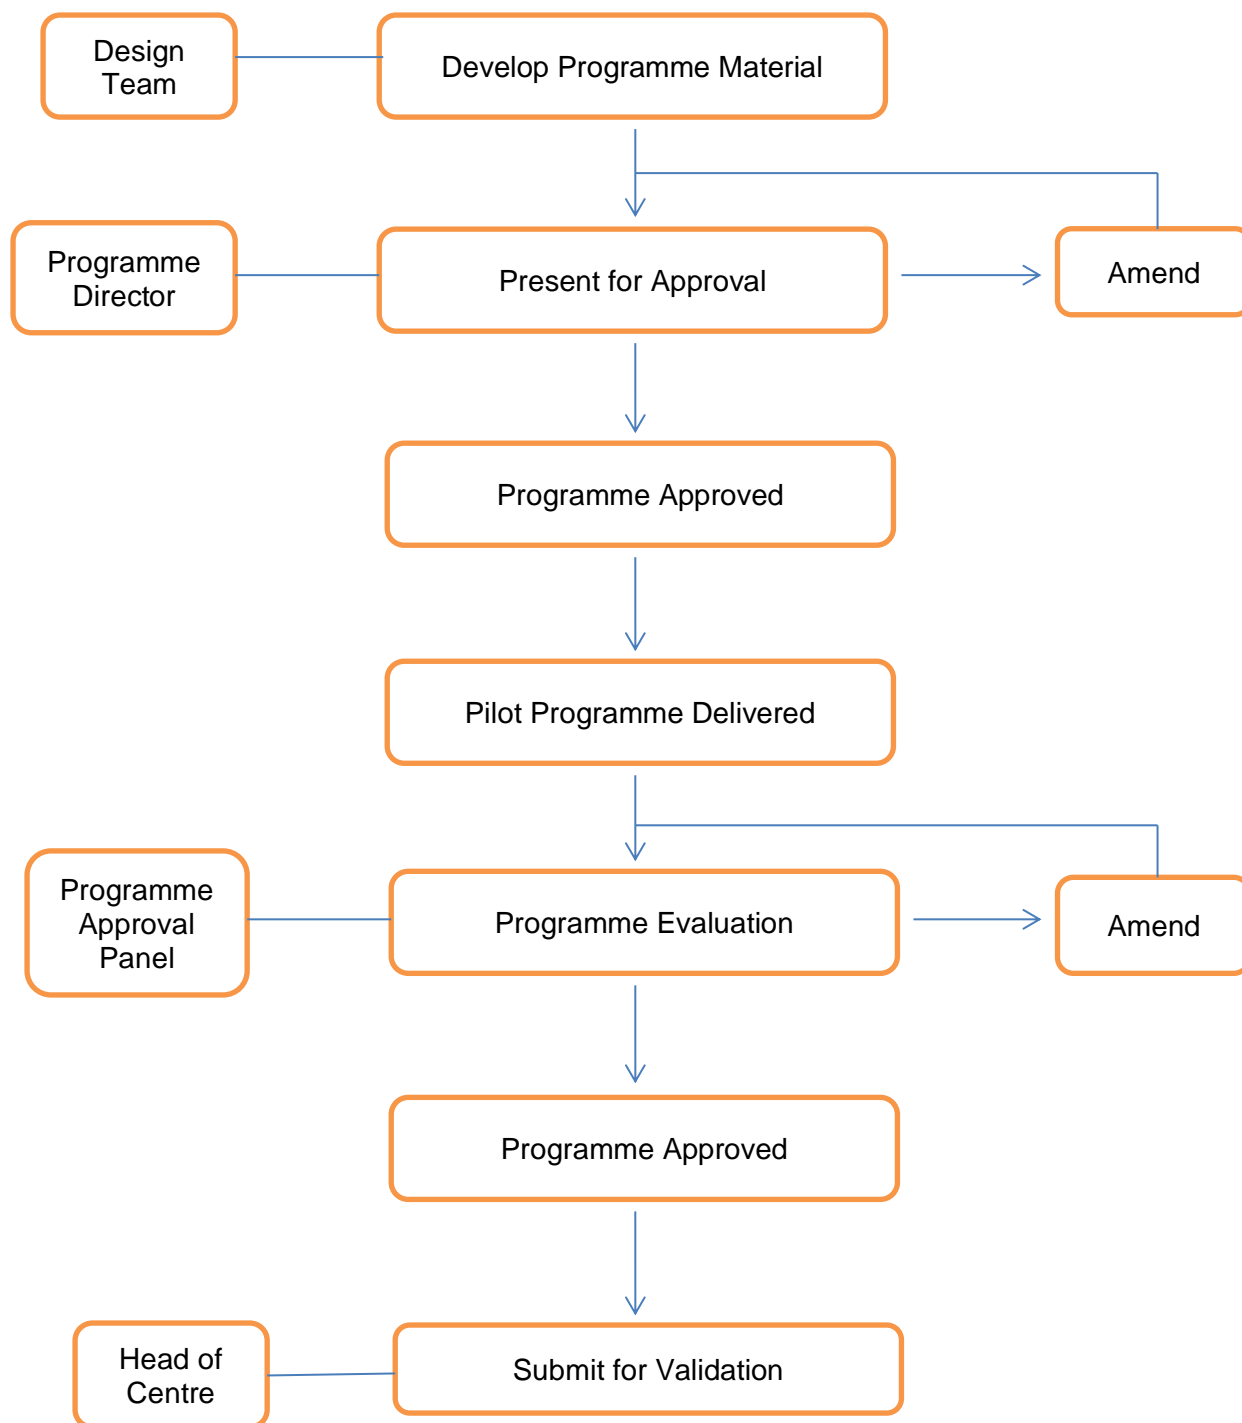 Design
Team
Develop Programme Material
Programme
Director
Present for Approval
Amend
Programme Approved
Pilot Programme Delivered
Programme
Approval
Panel
Programme Evaluation
Amend
Programme Approved
Head of
Centre
Submit for Validation